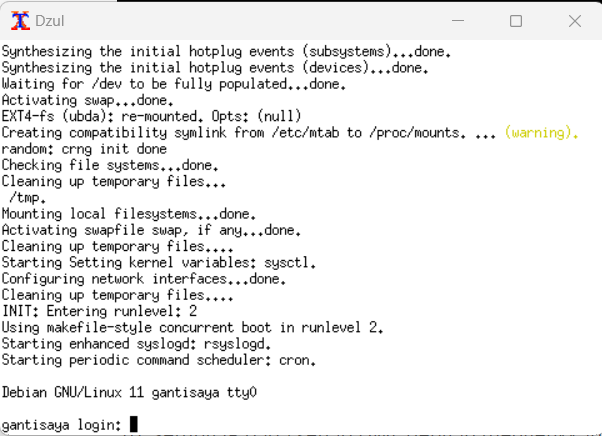 Dzul
Synthesizing the initial hotplug events (subsystems)...done.
Synthesizing the initial hotplug events (devices)...done.
Waiting for /dev to be fully populated...done.
Activating swap...done.
EXT4-fs (ubda): re-mounted. Opts: (null)
Creating compatibility symlink from /etc/mtab to /proc/mounts. ... (warning).
random: crng init done
Checking file systems...done.
Cleaning up temporary files...
 /tmp.
Mounting local filesystems...done.
Activating swapfile swap, if any...done.
Cleaning up temporary files....
Starting Setting kernel variables: sysctl.
Configuring network interfaces...done.
Cleaning up temporary files....
INIT: Entering runlevel: 2
Using makefile-style concurrent boot in runlevel 2.
Starting enhanced syslogd: rsyslogd.
Starting periodic command scheduler: cron.
Debian GNU/Linux 11 gantisaya tty0
gantisaya login: